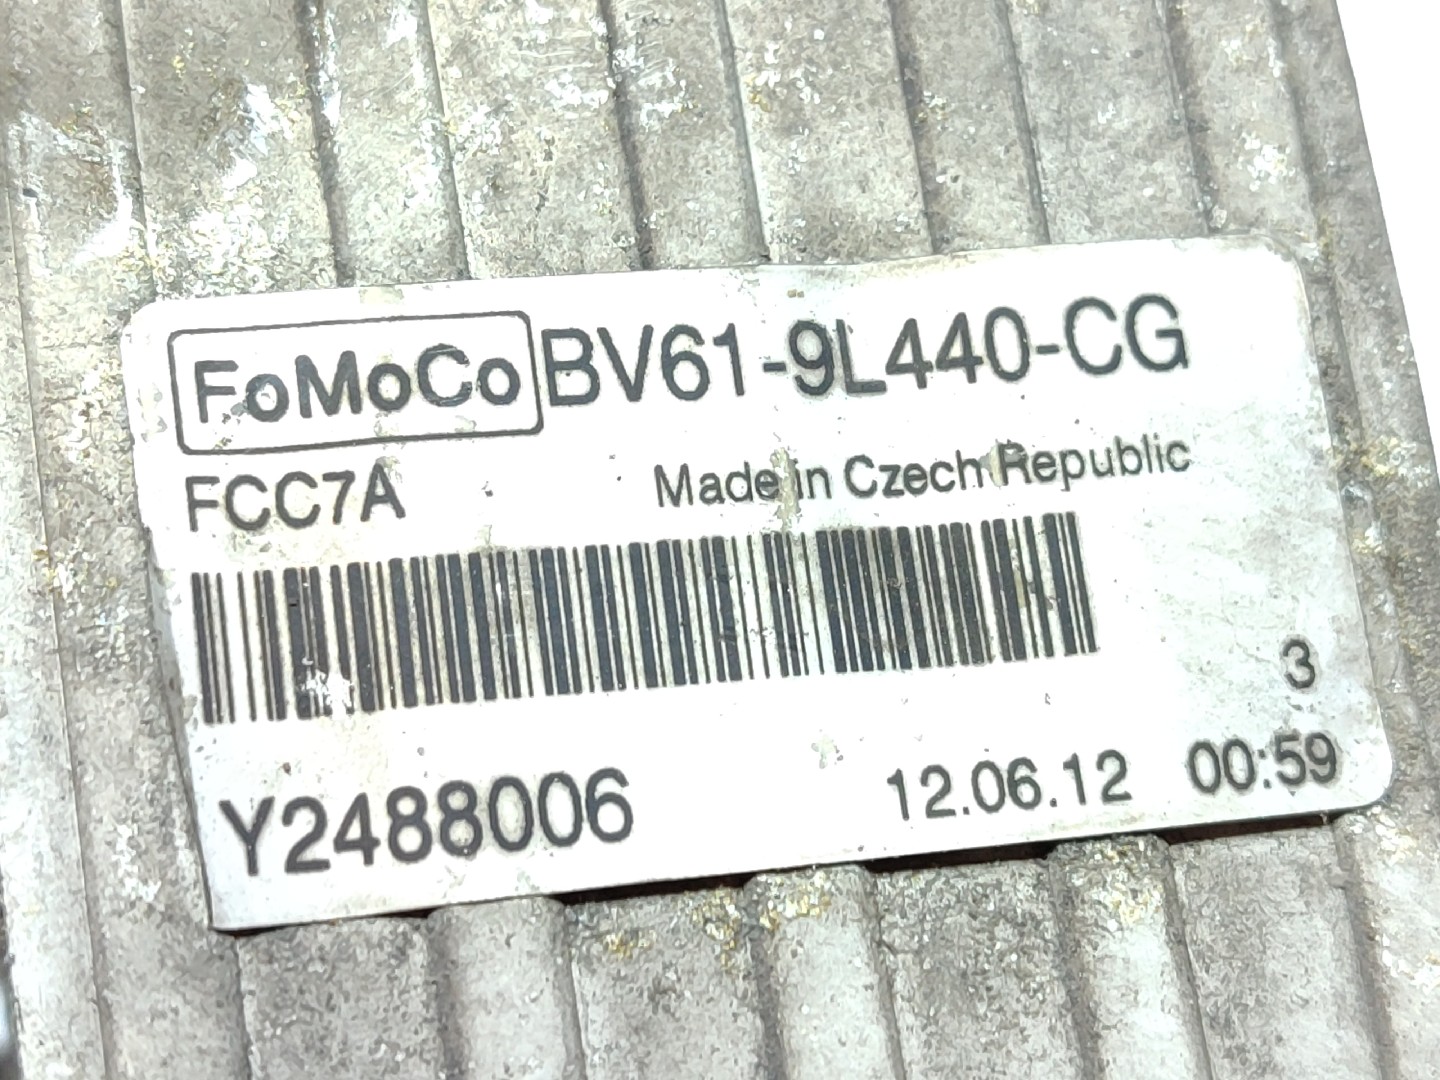 FoMoCo BV61-9L440-CG
FCC7A Made in Czech Republic
3
Y2488006 12.06.12 00:59